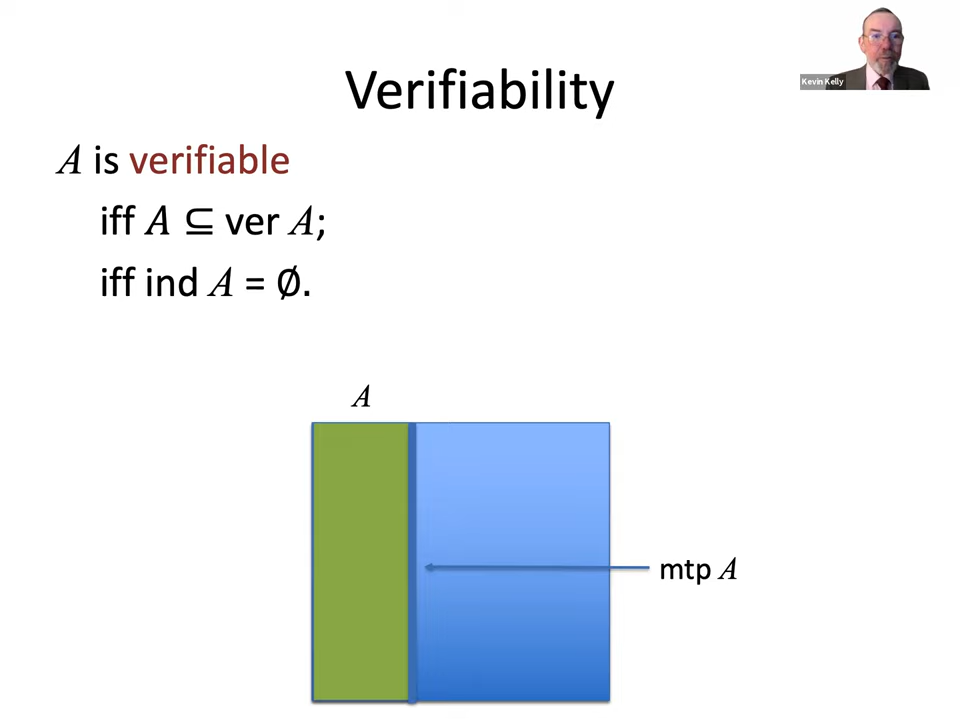 Kevin Kelly
Verifiability
A is verifiable
iff A ⊆ ver A;
iff ind A = ∅.
A
mtp A